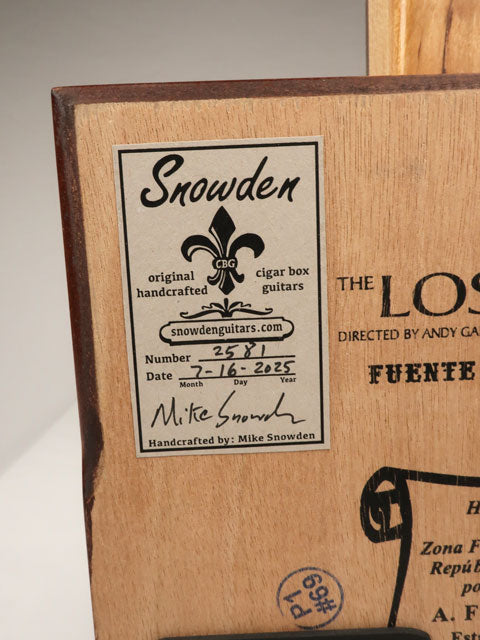 Snowden
CBG
original handcrafted
cigar box guitars
snowdenguitars.com
Number 2581
Date 7-16-2025
Month Day Year
Mike Snowden
Handcrafted by: Mike Snowden
THE LOS
DIRECTED BY ANDY GA
FUENTE
H
Zona F
Repúb
po
A. F
Est
P1
#69